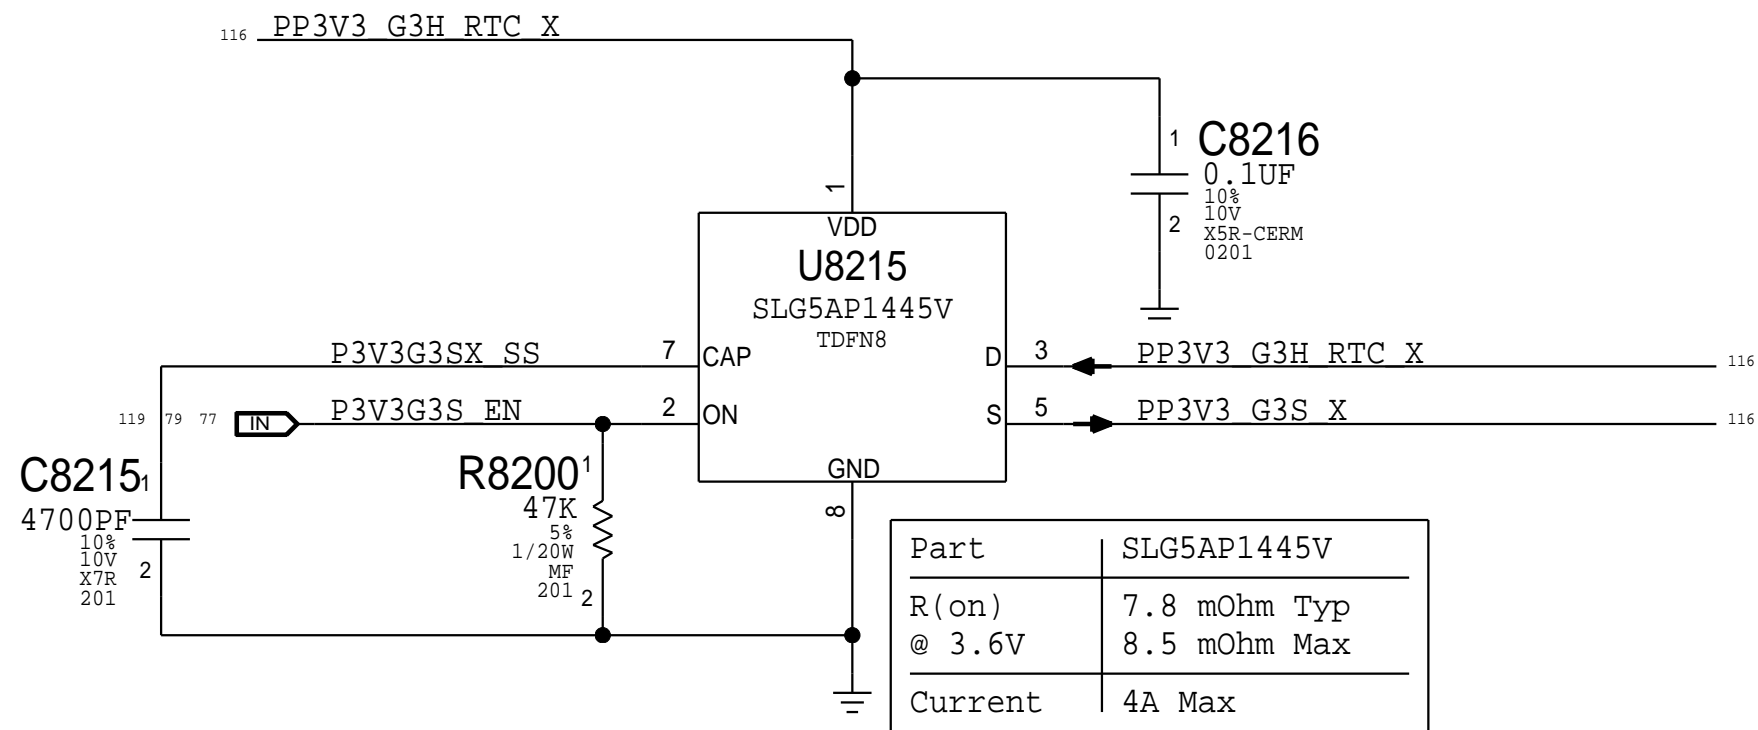 116 PP3V3_G3H_RTC_X
1 C8216
0.1UF
10%
10V
2 X5R-CERM
0201
1
VDD
U8215
SLG5AP1445V
TDFN8
P3V3G3SX_SS 7 CAP
D 3 PP3V3_G3H_RTC_X 116
119 79 77 IN P3V3G3S_EN 2 ON
S 5 PP3V3_G3S_X 116
GND
8
C8215 1
4700PF
10%
10V
X7R 2
201
R8200 1
47K
5%
1/20W
MF
201 2
Part SLG5AP1445V
R(on) 7.8 mOhm Typ
@ 3.6V 8.5 mOhm Max
Current 4A Max